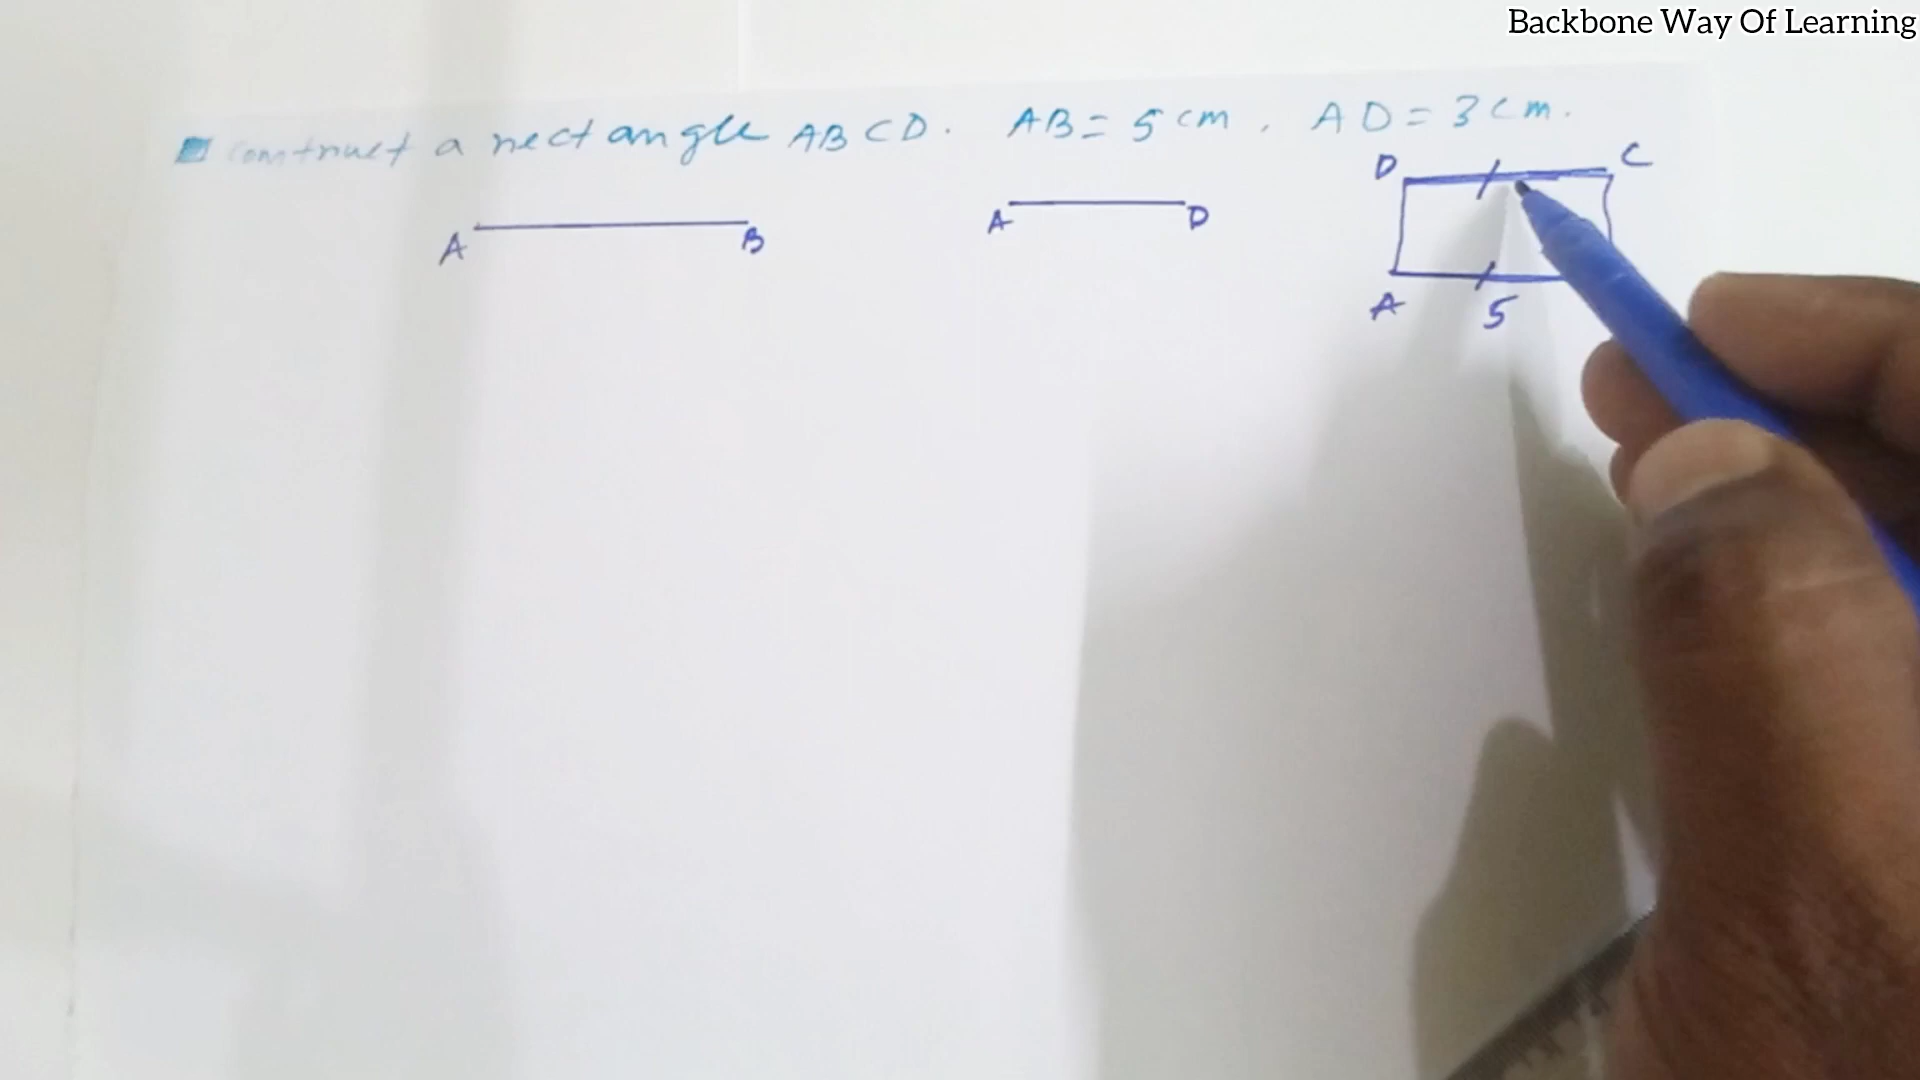 Backbone Way Of Learning
construct a rectangle ABCD. AB = 5 cm, AD = 3 cm.
D C
A B A D
A 5